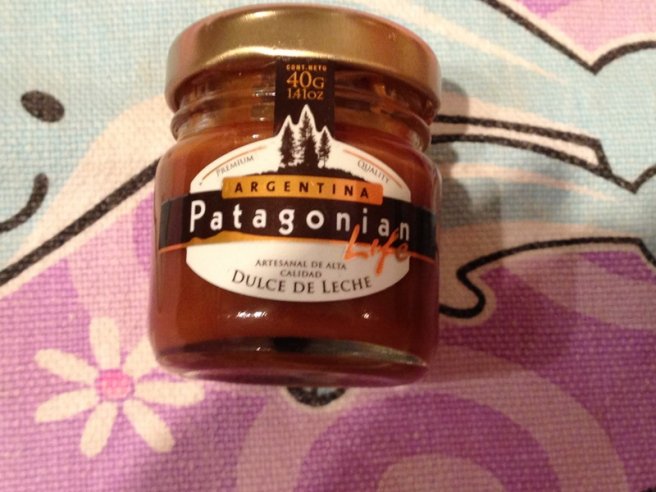 CONT. NETO
40G
1.41OZ
PREMIUM QUALITY
ARGENTINA
Patagonian
Life
ARTESANAL DE ALTA
CALIDAD
DULCE DE LECHE